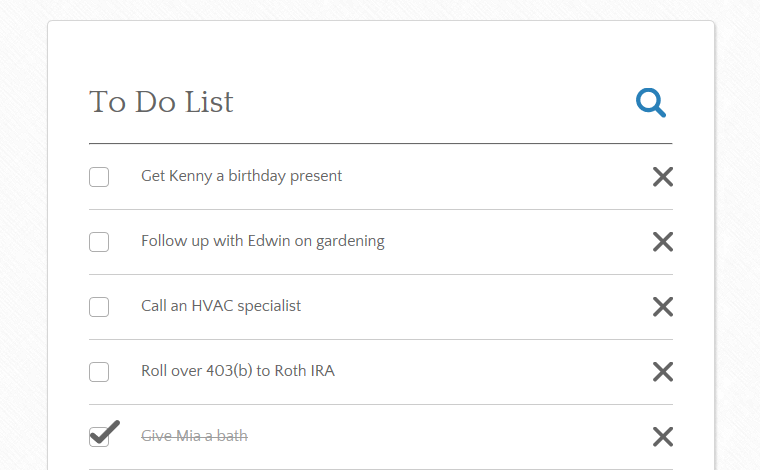 To Do List
Get Kenny a birthday present
Follow up with Edwin on gardening
Call an HVAC specialist
Roll over 403(b) to Roth IRA
Give Mia a bath